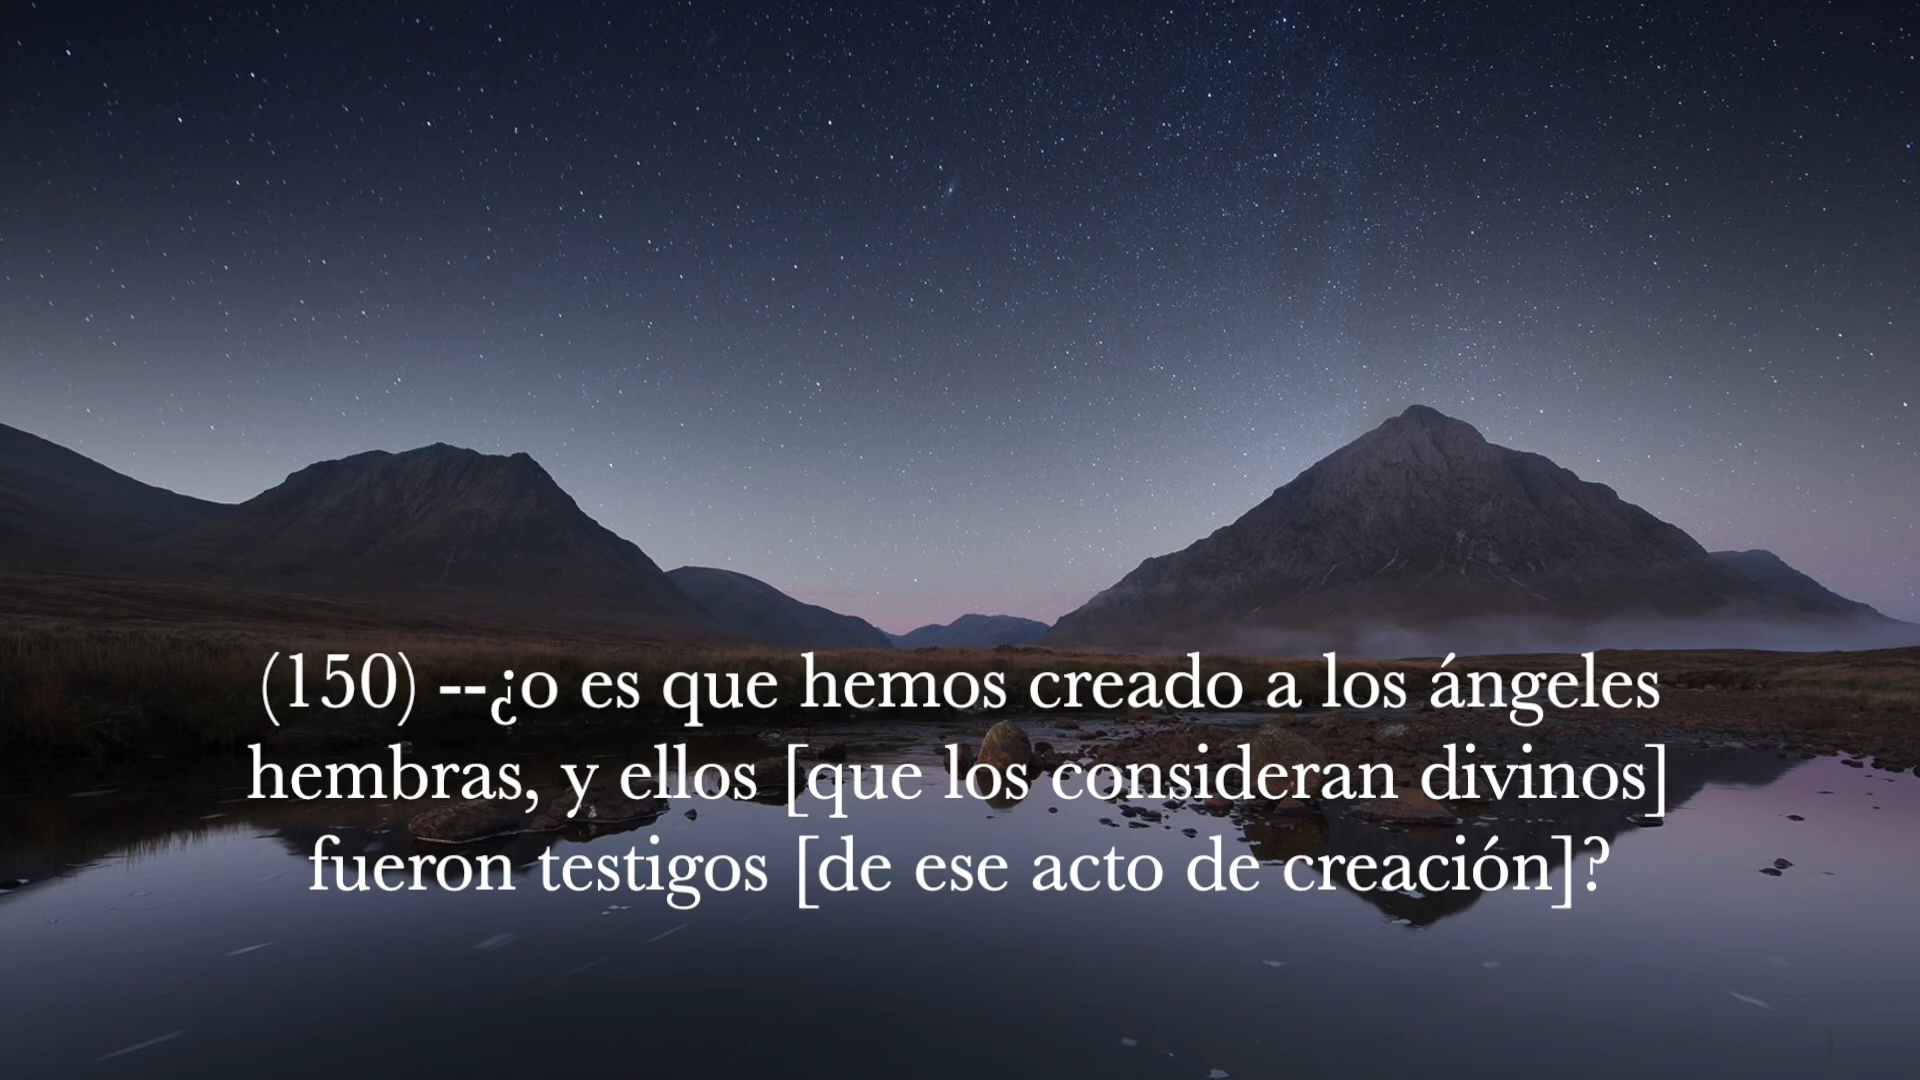 (150) --¿o es que hemos creado a los ángeles
hembras, y ellos [que los consideran divinos]
fueron testigos [de ese acto de creación]?